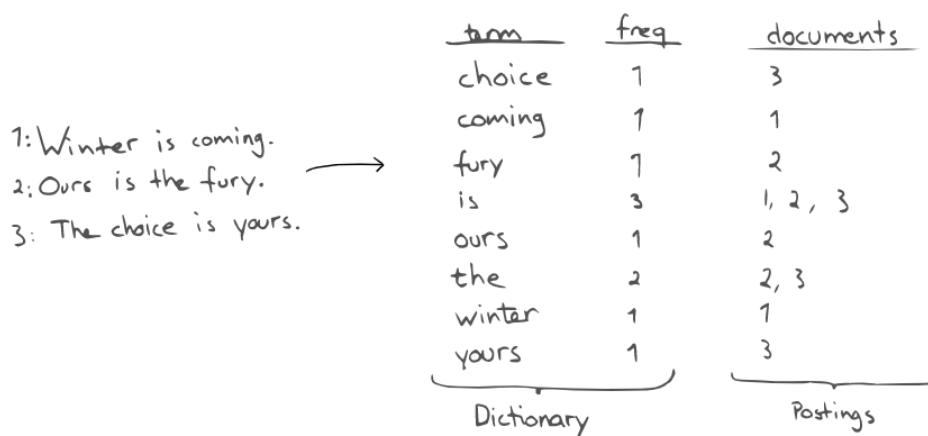 1: Winter is coming.
2: Ours is the fury.
3: The choice is yours.
term freq documents
choice 1 3
coming 1 1
fury 1 2
is 3 1, 2, 3
ours 1 2
the 2 2, 3
winter 1 1
yours 1 3
Dictionary Postings